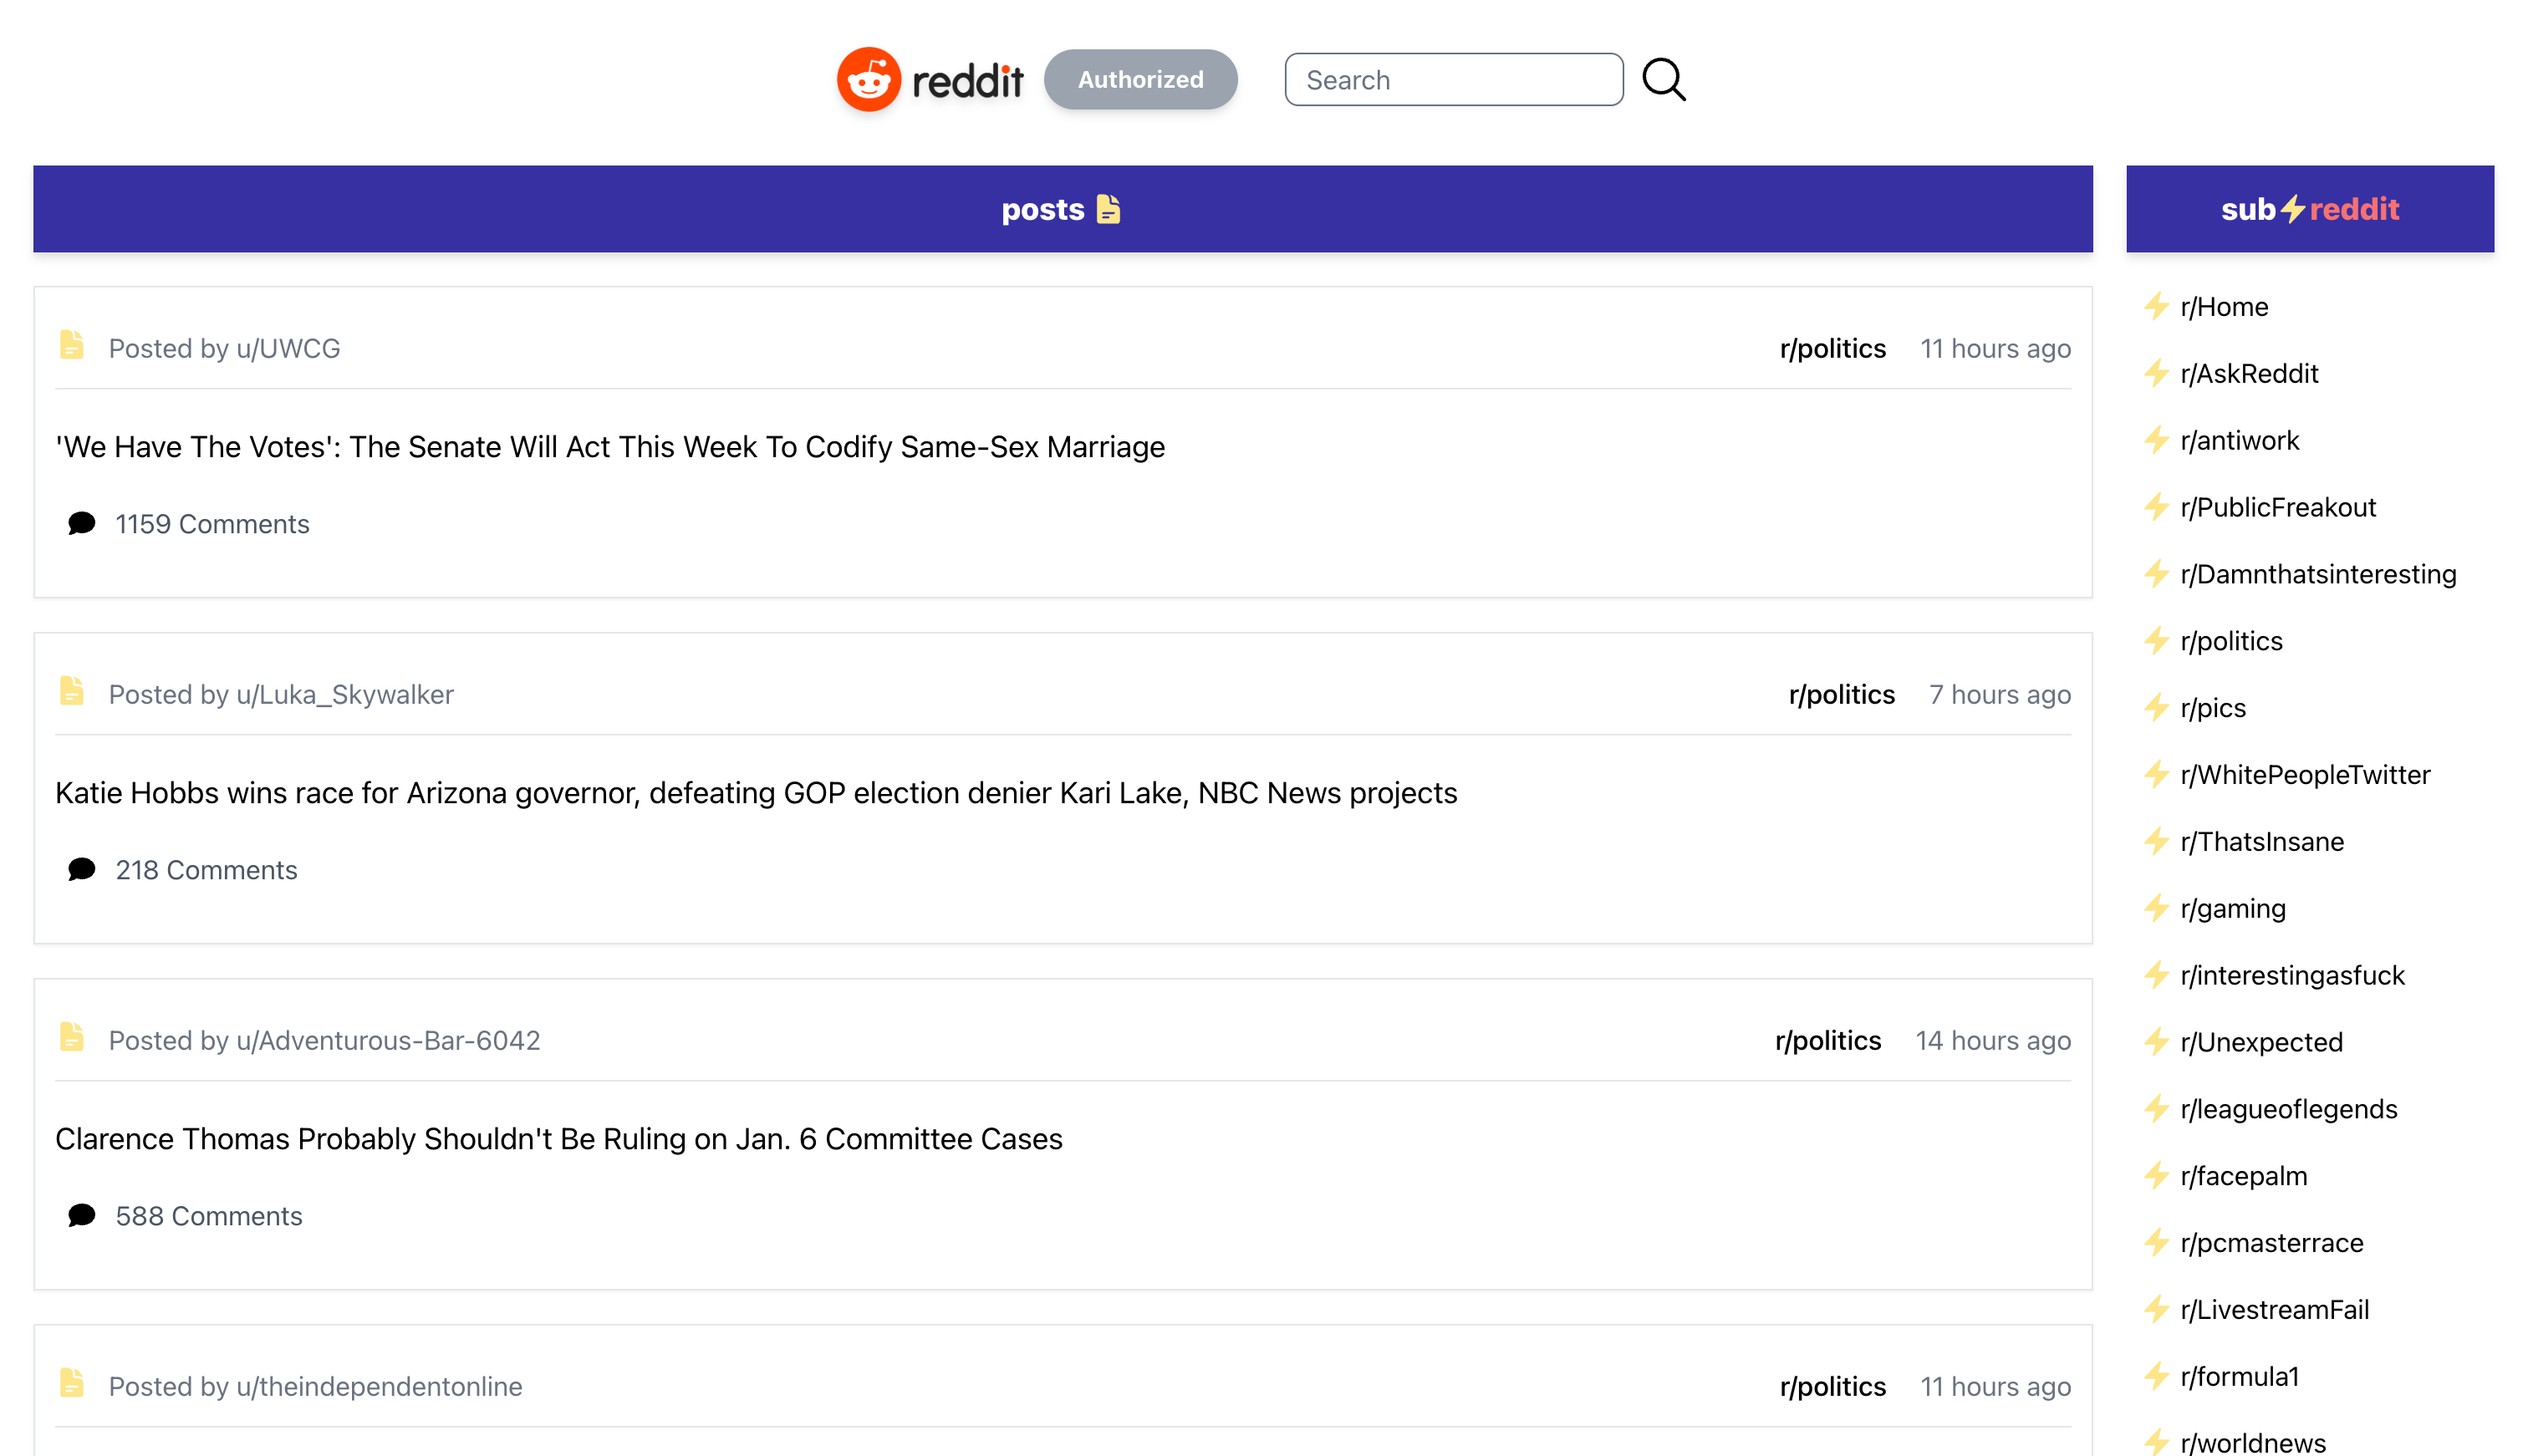 reddit Authorized Search
posts
Posted by u/UWCG r/politics 11 hours ago
'We Have The Votes': The Senate Will Act This Week To Codify Same-Sex Marriage
1159 Comments
Posted by u/Luka_Skywalker r/politics 7 hours ago
Katie Hobbs wins race for Arizona governor, defeating GOP election denier Kari Lake, NBC News projects
218 Comments
Posted by u/Adventurous-Bar-6042 r/politics 14 hours ago
Clarence Thomas Probably Shouldn't Be Ruling on Jan. 6 Committee Cases
588 Comments
Posted by u/theindependentonline r/politics 11 hours ago
sub reddit
r/Home
r/AskReddit
r/antiwork
r/PublicFreakout
r/Damnthatsinteresting
r/politics
r/pics
r/WhitePeopleTwitter
r/ThatsInsane
r/gaming
r/interestingasfuck
r/Unexpected
r/leagueoflegends
r/facepalm
r/pcmasterrace
r/LivestreamFail
r/formula1
r/worldnews